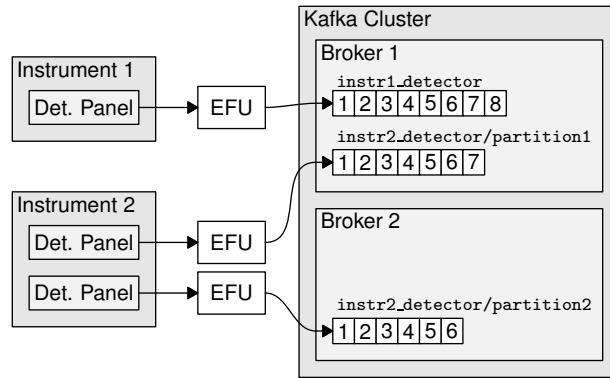 Kafka Cluster
Broker 1
Instrument 1
instr1_detector
Det. Panel
EFU
1 2 3 4 5 6 7 8
instr2_detector/partition1
1 2 3 4 5 6 7
Instrument 2
Broker 2
Det. Panel
EFU
Det. Panel
EFU
instr2_detector/partition2
1 2 3 4 5 6